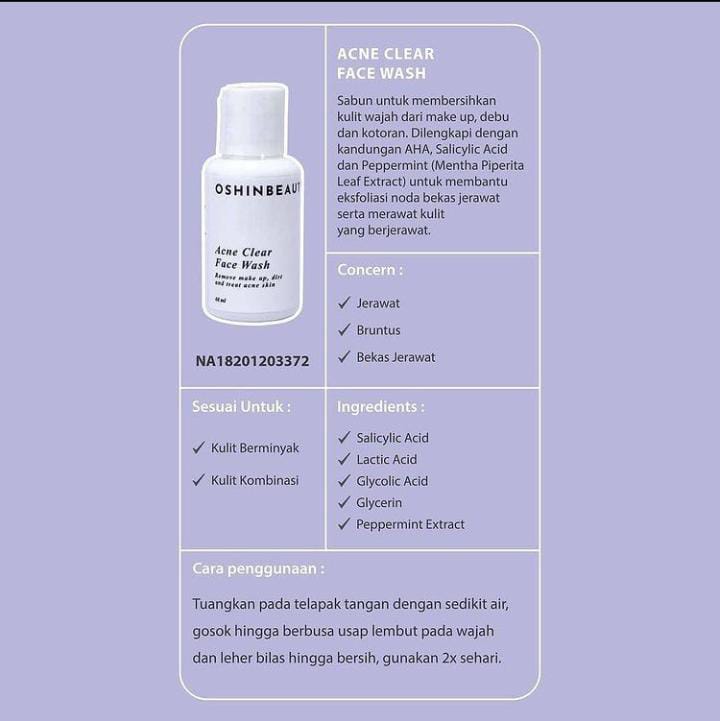 ACNE CLEAR
FACE WASH
Sabun untuk membersihkan
kulit wajah dari make up, debu
dan kotoran. Dilengkapi dengan
kandungan AHA, Salicylic Acid
dan Peppermint (Mentha Piperita
Leaf Extract) untuk membantu
eksfoliasi noda bekas jerawat
serta merawat kulit
yang berjerawat.
OSHINBEAUT
Acne Clear
Face Wash
Remove make up, dirt
and treat acne skin
60 ml
NA18201203372
Concern :
Jerawat
Bruntus
Bekas Jerawat
Sesuai Untuk :
Kulit Berminyak
Kulit Kombinasi
Ingredients :
Salicylic Acid
Lactic Acid
Glycolic Acid
Glycerin
Peppermint Extract
Cara penggunaan :
Tuangkan pada telapak tangan dengan sedikit air,
gosok hingga berbusa usap lembut pada wajah
dan leher bilas hingga bersih, gunakan 2x sehari.